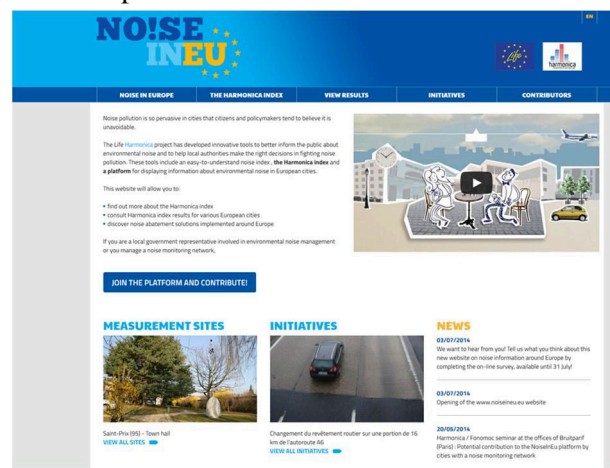 NO!SE
IN EU
EN
Life
harmonica
NOISE IN EUROPE
THE HARMONICA INDEX
VIEW RESULTS
INITIATIVES
CONTRIBUTORS
Noise pollution is so pervasive in cities that citizens and policymakers tend to believe it is
unavoidable.
The Life Harmonica project has developed innovative tools to better inform the public about
environmental noise and to help local authorities make the right decisions in fighting noise
pollution. These tools include an easy-to-understand noise index , the Harmonica index and
a platform for displaying information about environmental noise in European cities.
This website will allow you to:
• find out more about the Harmonica index
• consult Harmonica index results for various European cities
• discover noise abatement solutions implemented around Europe
If you are a local government representative involved in environmental noise management
or you manage a noise monitoring network,
JOIN THE PLATFORM AND CONTRIBUTE!
MEASUREMENT SITES
Saint-Prix (95) - Town hall
VIEW ALL SITES
INITIATIVES
Changement du revêtement routier sur une portion de 16
km de l'autoroute A6
VIEW ALL INITIATIVES
NEWS
03/07/2014
We want to hear from you! Tell us what you think about this
new website on noise information around Europe by
completing the on-line survey, available until 31 July!
03/07/2014
Opening of the www.noiseineu.eu website
20/05/2014
Harmonica / Fonomoc seminar at the offices of Bruitparif
(Paris) : Potential contribution to the NoiseInEu platform by
cities with a noise monitoring network